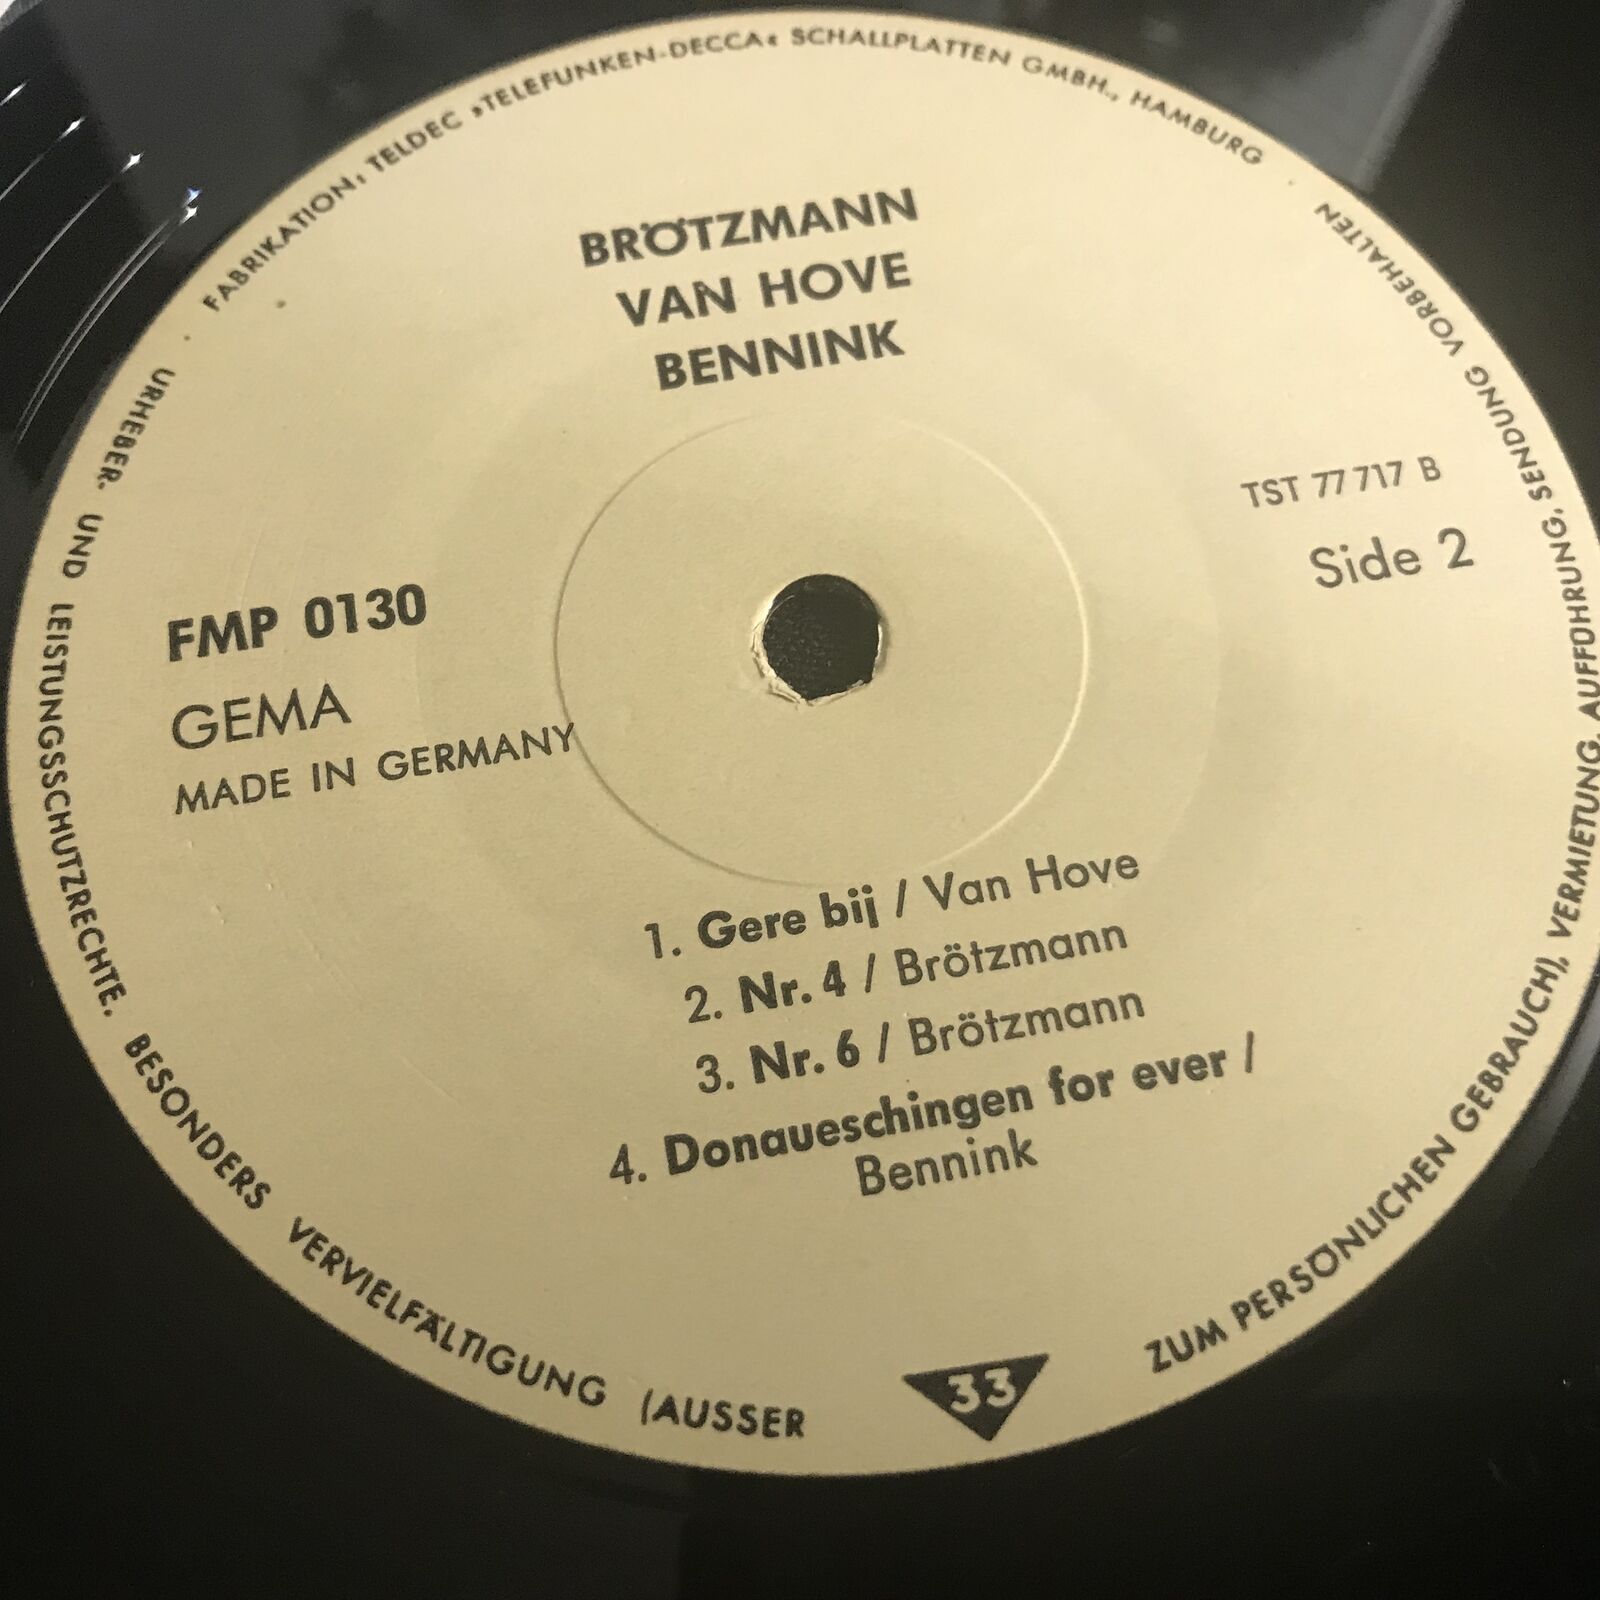 FABRIKATION: TELDEC »TELEFUNKEN-DECCA« SCHALLPLATTEN GMBH., HAMBURG
BRÖTZMANN
VAN HOVE
BENNINK
TST 77 717 B
Side 2
FMP 0130
GEMA
MADE IN GERMANY
1. Gere bij / Van Hove
2. Nr. 4 / Brötzmann
3. Nr. 6 / Brötzmann
4. Donaueschingen for ever /
Bennink
33
URHEBER- UND LEISTUNGSSCHUTZRECHTE. BESONDERS VERVIELFÄLTIGUNG (AUSSER ZUM PERSÖNLICHEN GEBRAUCH), VERMIETUNG, AUFFÜHRUNG, SENDUNG VORBEHALTEN